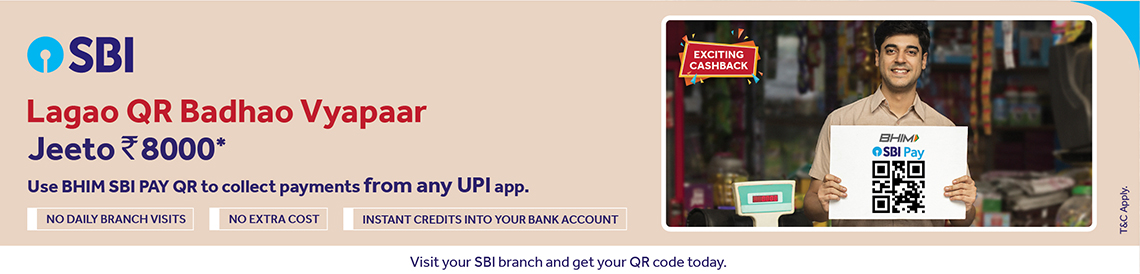 SBI
Lagao QR Badhao Vyapaar
Jeeto ₹8000*
Use BHIM SBI PAY QR to collect payments from any UPI app.
NO DAILY BRANCH VISITS
NO EXTRA COST
INSTANT CREDITS INTO YOUR BANK ACCOUNT
EXCITING
CASHBACK
BHIM
SBI Pay
T&C Apply.
Visit your SBI branch and get your QR code today.